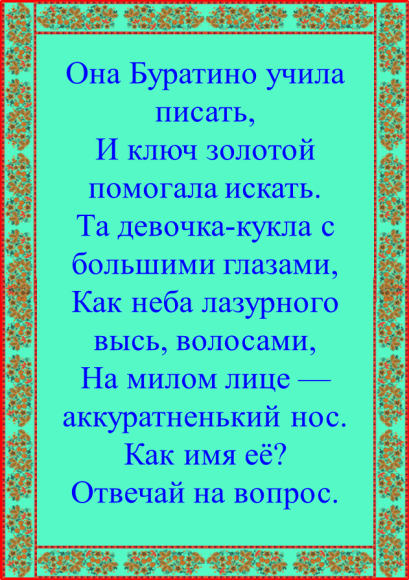 Она Буратино учила
писать,
И ключ золотой
помогала искать.
Та девочка-кукла с
большими глазами,
Как неба лазурного
высь, волосами,
На милом лице —
аккуратненький нос.
Как имя её?
Отвечай на вопрос.